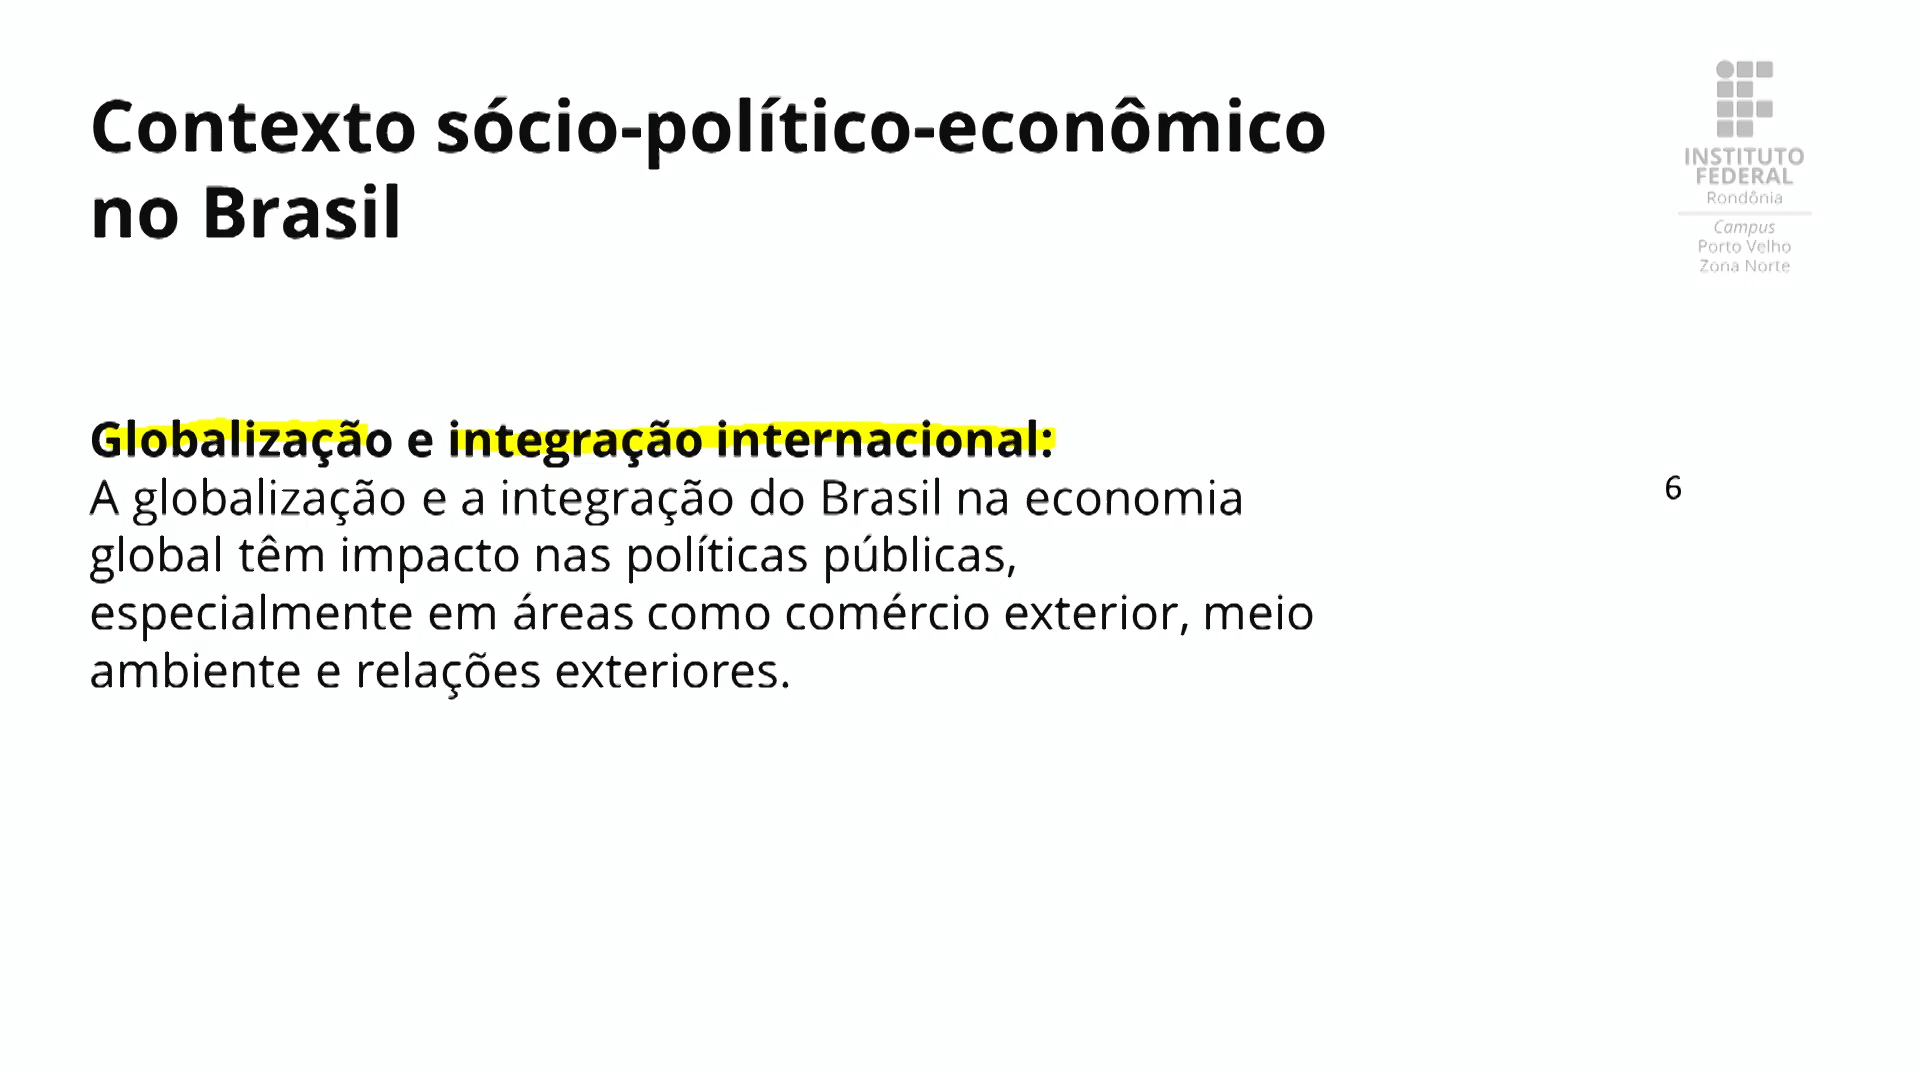 Contexto sócio-político-econômico
no Brasil
INSTITUTO
FEDERAL
Rondônia
Campus
Porto Velho
Zona Norte
Globalização e integração internacional:
A globalização e a integração do Brasil na economia
global têm impacto nas políticas públicas,
especialmente em áreas como comércio exterior, meio
ambiente e relações exteriores.
6